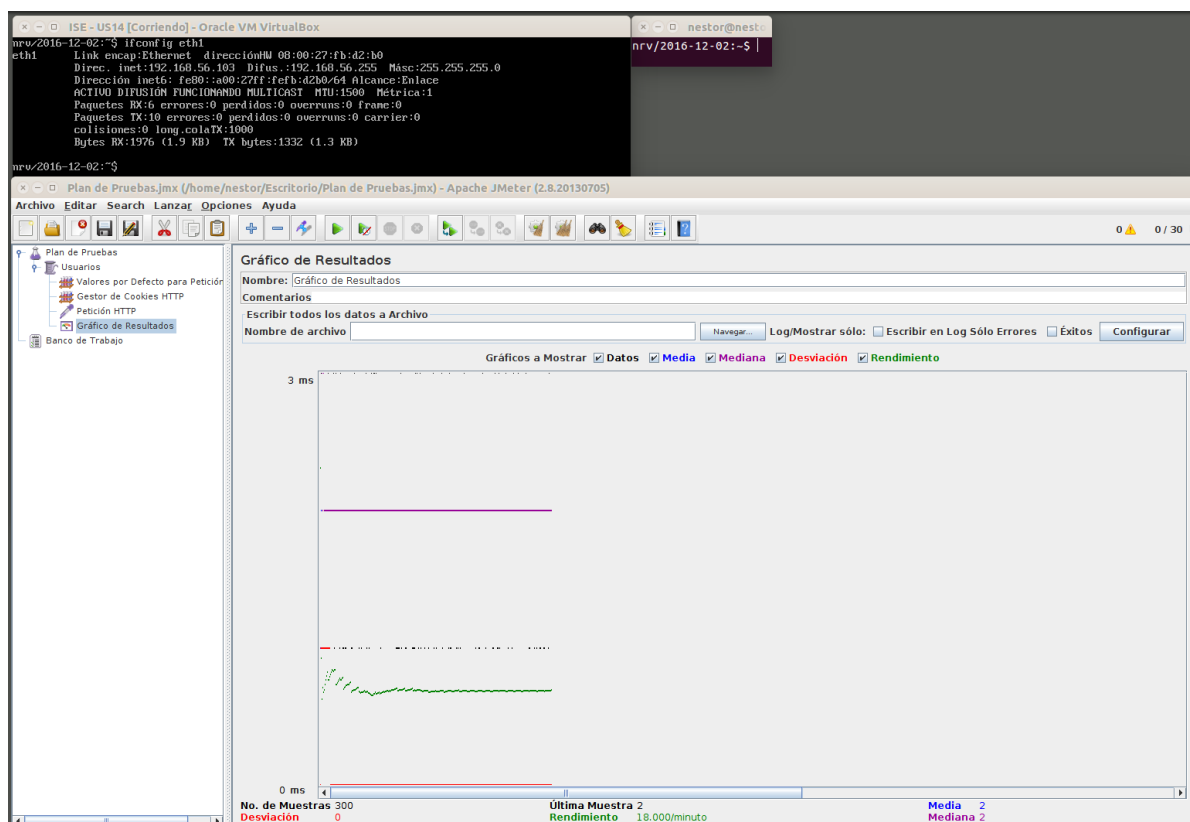 ISE - US14 [Corriendo] - Oracle VM VirtualBox
nrv/2016-12-02:~$ ifconfig eth1
eth1 Link encap:Ethernet direcciónHW 08:00:27:fb:d2:b0
Direc. inet:192.168.56.103 Difus.:192.168.56.255 Másc:255.255.255.0
Dirección inet6: fe80::a00:27ff:fefb:d2b0/64 Alcance:Enlace
ACTIVO DIFUSIÓN FUNCIONANDO MULTICAST MTU:1500 Métrica:1
Paquetes RX:6 errores:0 perdidos:0 overruns:0 frame:0
Paquetes TX:10 errores:0 perdidos:0 overruns:0 carrier:0
colisiones:0 long.colaTX:1000
Bytes RX:1976 (1.9 KB) TX bytes:1332 (1.3 KB)
nrv/2016-12-02:~$
nestor@nesto
nrv/2016-12-02:~$
Plan de Pruebas.jmx (/home/nestor/Escritorio/Plan de Pruebas.jmx) - Apache JMeter (2.8.20130705)
Archivo Editar Search Lanzar Opciones Ayuda
0 0 / 30
Plan de Pruebas
Usuarios
Valores por Defecto para Petición
Gestor de Cookies HTTP
Petición HTTP
Gráfico de Resultados
Banco de Trabajo
Gráfico de Resultados
Nombre: Gráfico de Resultados
Comentarios
Escribir todos los datos a Archivo
Nombre de archivo Navegar... Log/Mostrar sólo: Escribir en Log Sólo Errores Éxitos Configurar
Gráficos a Mostrar Datos Media Mediana Desviación Rendimiento
3 ms
0 ms
No. de Muestras 300 Última Muestra 2 Media 2
Desviación 0 Rendimiento 18.000/minuto Mediana 2